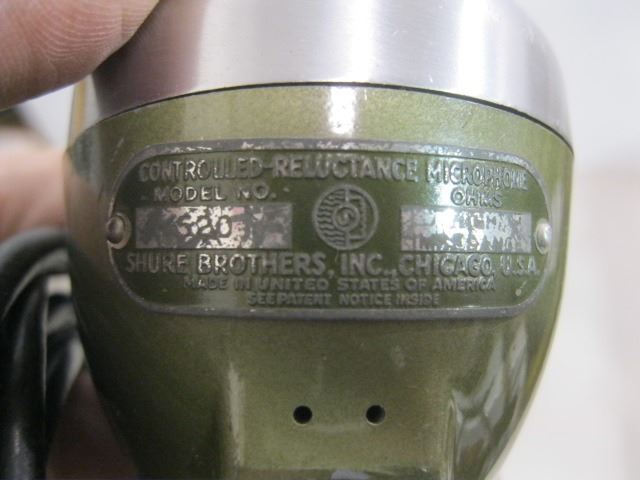 CONTROLLED-RELUCTANCE MICROPHONE
MODEL NO. OHMS
SHURE BROTHERS, INC., CHICAGO, U.S.A.
MADE IN UNITED STATES OF AMERICA
SEE PATENT NOTICE INSIDE